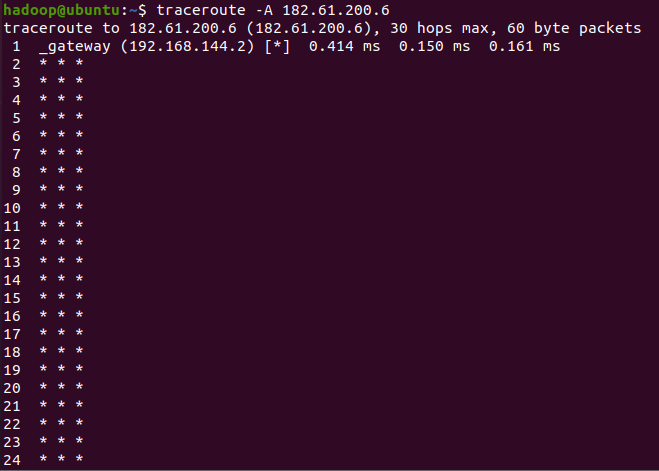 hadoop@ubuntu:~$ traceroute -A 182.61.200.6
traceroute to 182.61.200.6 (182.61.200.6), 30 hops max, 60 byte packets
 1  _gateway (192.168.144.2) [*]  0.414 ms  0.150 ms  0.161 ms
 2  * * *
 3  * * *
 4  * * *
 5  * * *
 6  * * *
 7  * * *
 8  * * *
 9  * * *
10  * * *
11  * * *
12  * * *
13  * * *
14  * * *
15  * * *
16  * * *
17  * * *
18  * * *
19  * * *
20  * * *
21  * * *
22  * * *
23  * * *
24  * * *